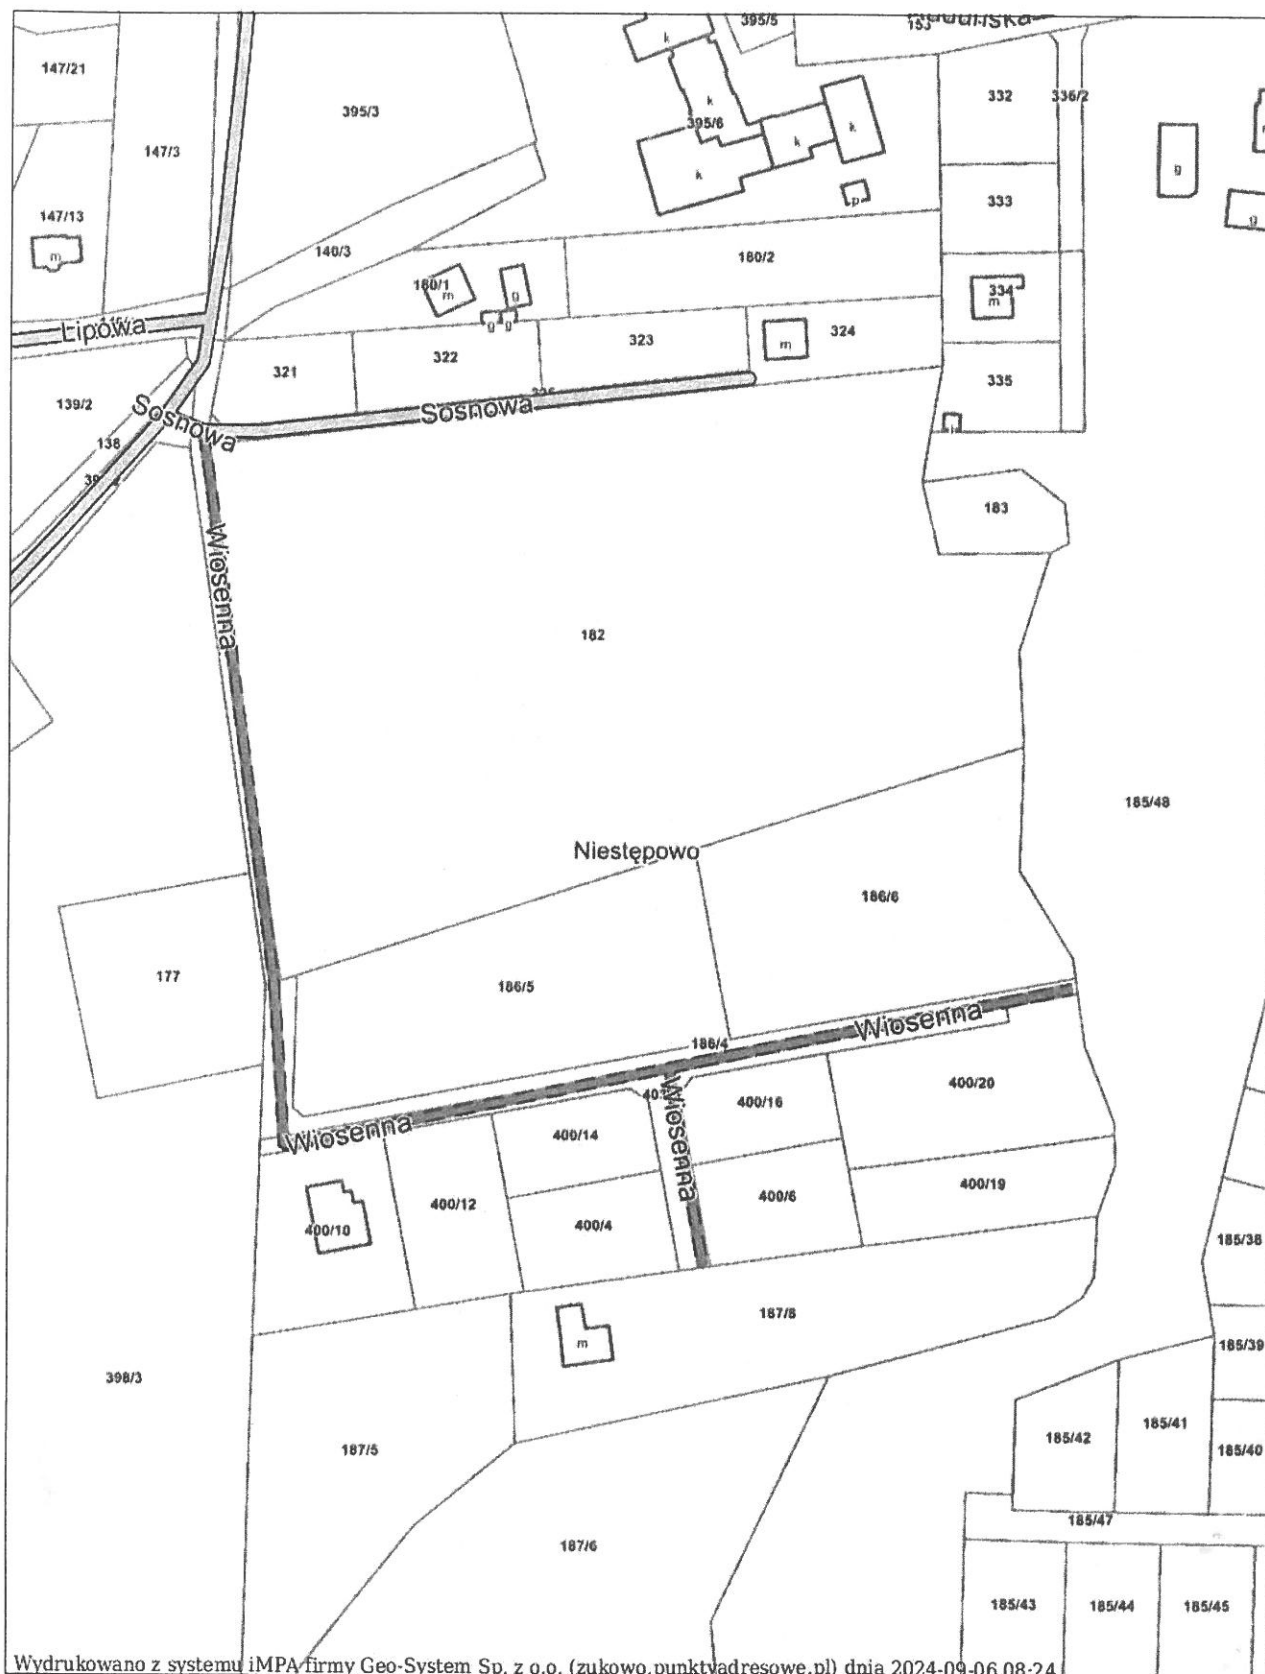 395/5
Raduńska
153
k
147/21
332
336/2
395/3
k
395/6
k
k
k
147/3
g
333
p
147/13
g
m
140/3
180/2
180/1
334
m
g
m
g
g
Lipowa
323
324
322
m
321
335
139/2
Sosnowa
Sosnowa
138
183
Wiosenna
182
185/48
Niestępowo
186/6
177
186/5
Wiosenna
186/4
400/20
400/16
Wiosenna
400/14
Wiosenna
400/19
400/6
400/12
400/4
400/10
185/38
187/8
m
185/39
398/3
185/41
185/42
187/5
185/40
185/47
187/6
185/43
185/44
185/45
Wydrukowano z systemu iMPA firmy Geo-System Sp. z o.o. (zukowo.punktyadresowe.pl) dnia 2024-09-06 08:24